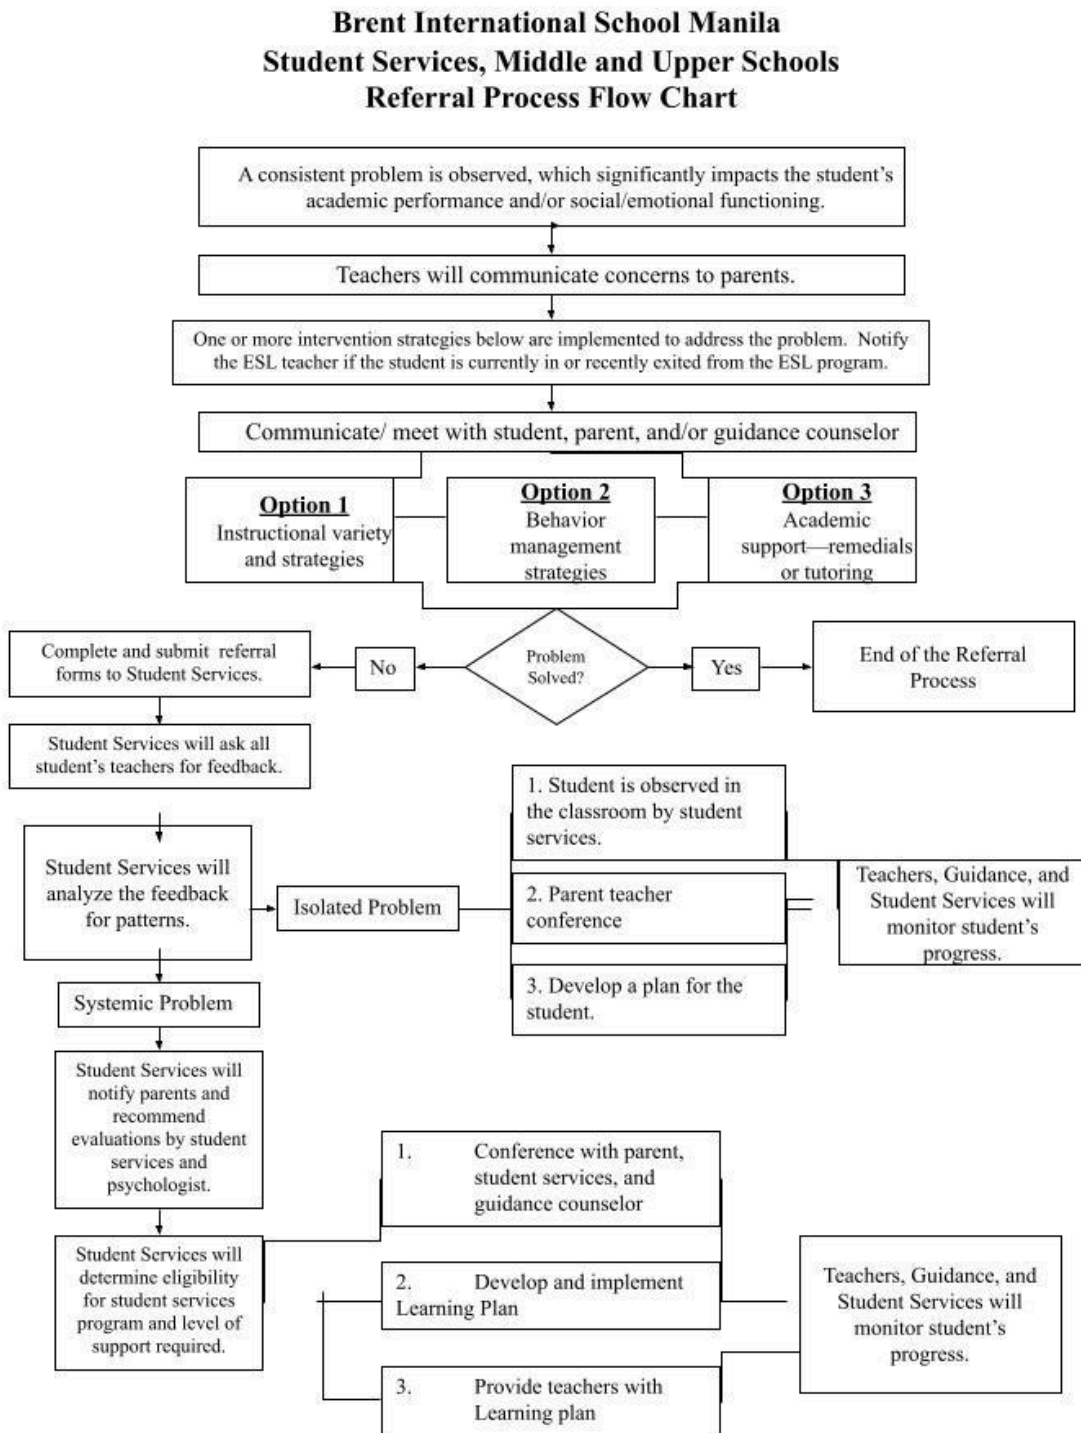 Brent International School Manila
Student Services, Middle and Upper Schools
Referral Process Flow Chart
A consistent problem is observed, which significantly impacts the student's
academic performance and/or social/emotional functioning.
Teachers will communicate concerns to parents.
One or more intervention strategies below are implemented to address the problem. Notify
the ESL teacher if the student is currently in or recently exited from the ESL program.
Communicate/ meet with student, parent, and/or guidance counselor
Option 1
Instructional variety
and strategies
Option 2
Behavior
management
strategies
Option 3
Academic
support—remedials
or tutoring
Problem
Solved?
No
Yes
End of the Referral
Process
Complete and submit referral
forms to Student Services.
Student Services will ask all
student's teachers for feedback.
Student Services will
analyze the feedback
for patterns.
Isolated Problem
1. Student is observed in
the classroom by student
services.
2. Parent teacher
conference
3. Develop a plan for the
student.
Teachers, Guidance, and
Student Services will
monitor student's
progress.
Systemic Problem
Student Services will
notify parents and
recommend
evaluations by student
services and
psychologist.
Student Services will
determine eligibility
for student services
program and level of
support required.
1. Conference with parent,
student services, and
guidance counselor
2. Develop and implement
Learning Plan
3. Provide teachers with
Learning plan
Teachers, Guidance, and
Student Services will
monitor student's
progress.